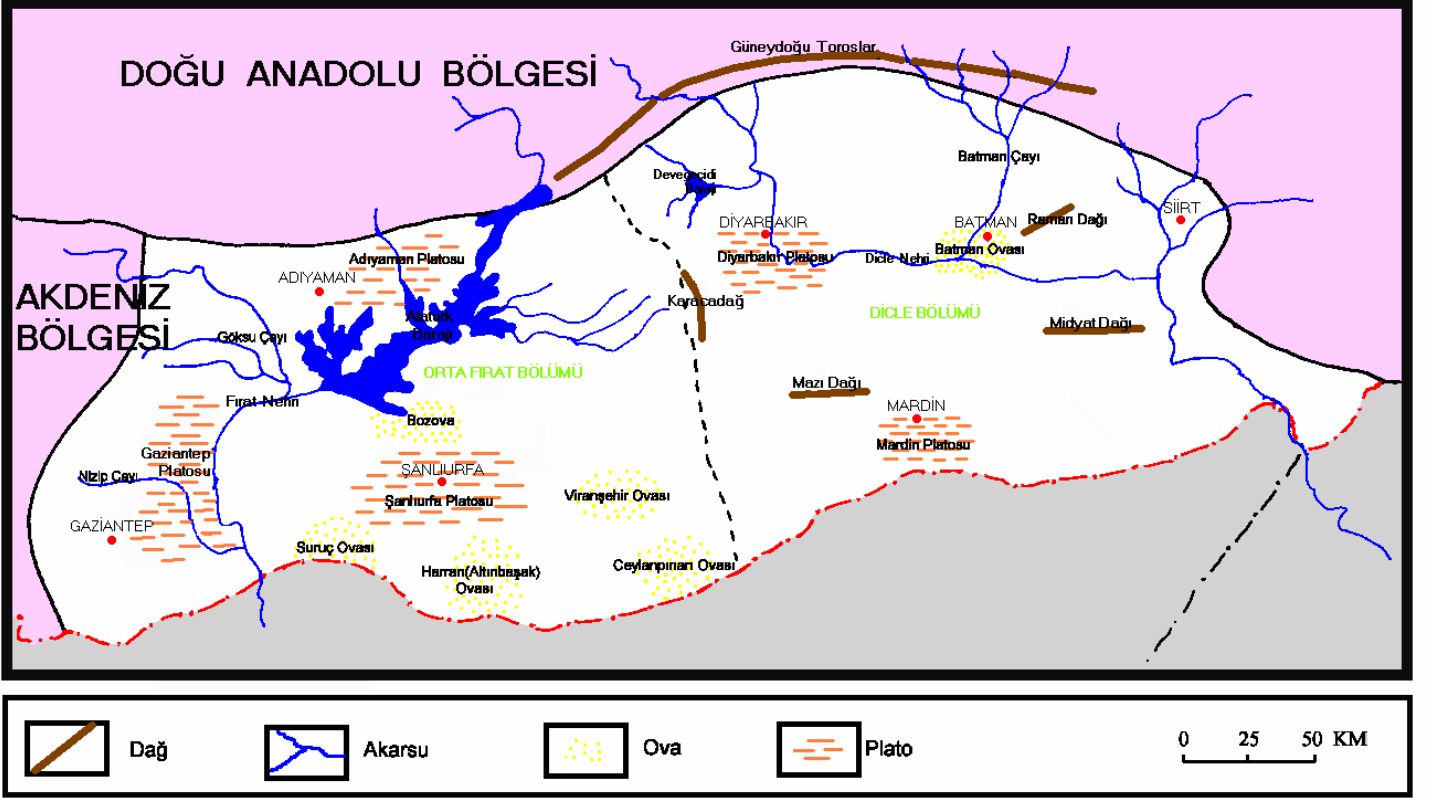 Güneydoğu Toroslar
DOĞU ANADOLU BÖLGESİ
Batman Çayı
Devegeçidi
Barajı
SİİRT
DİYARBAKIR
BATMAN
Raman Dağı
Adıyaman Platosu
Diyarbakır Platosu
Dicle Nehri
Batman Ovası
ADIYAMAN
AKDENİZ
BÖLGESİ
Karacadağ
Atatürk
Barajı
DİCLE BÖLÜMÜ
Midyat Dağı
Göksu Çayı
ORTA FIRAT BÖLÜMÜ
Mazı Dağı
Fırat Nehri
MARDİN
Bozova
Mardin Platosu
Gaziantep
Platosu
Nizip Çayı
ŞANLIURFA
Şanlıurfa Platosu
Viranşehir Ovası
GAZİANTEP
Suruç Ovası
Harran(Altınbaşak)
Ovası
Ceylanpınarı Ovası
Dağ
Akarsu
Ova
Plato
0 25 50 KM